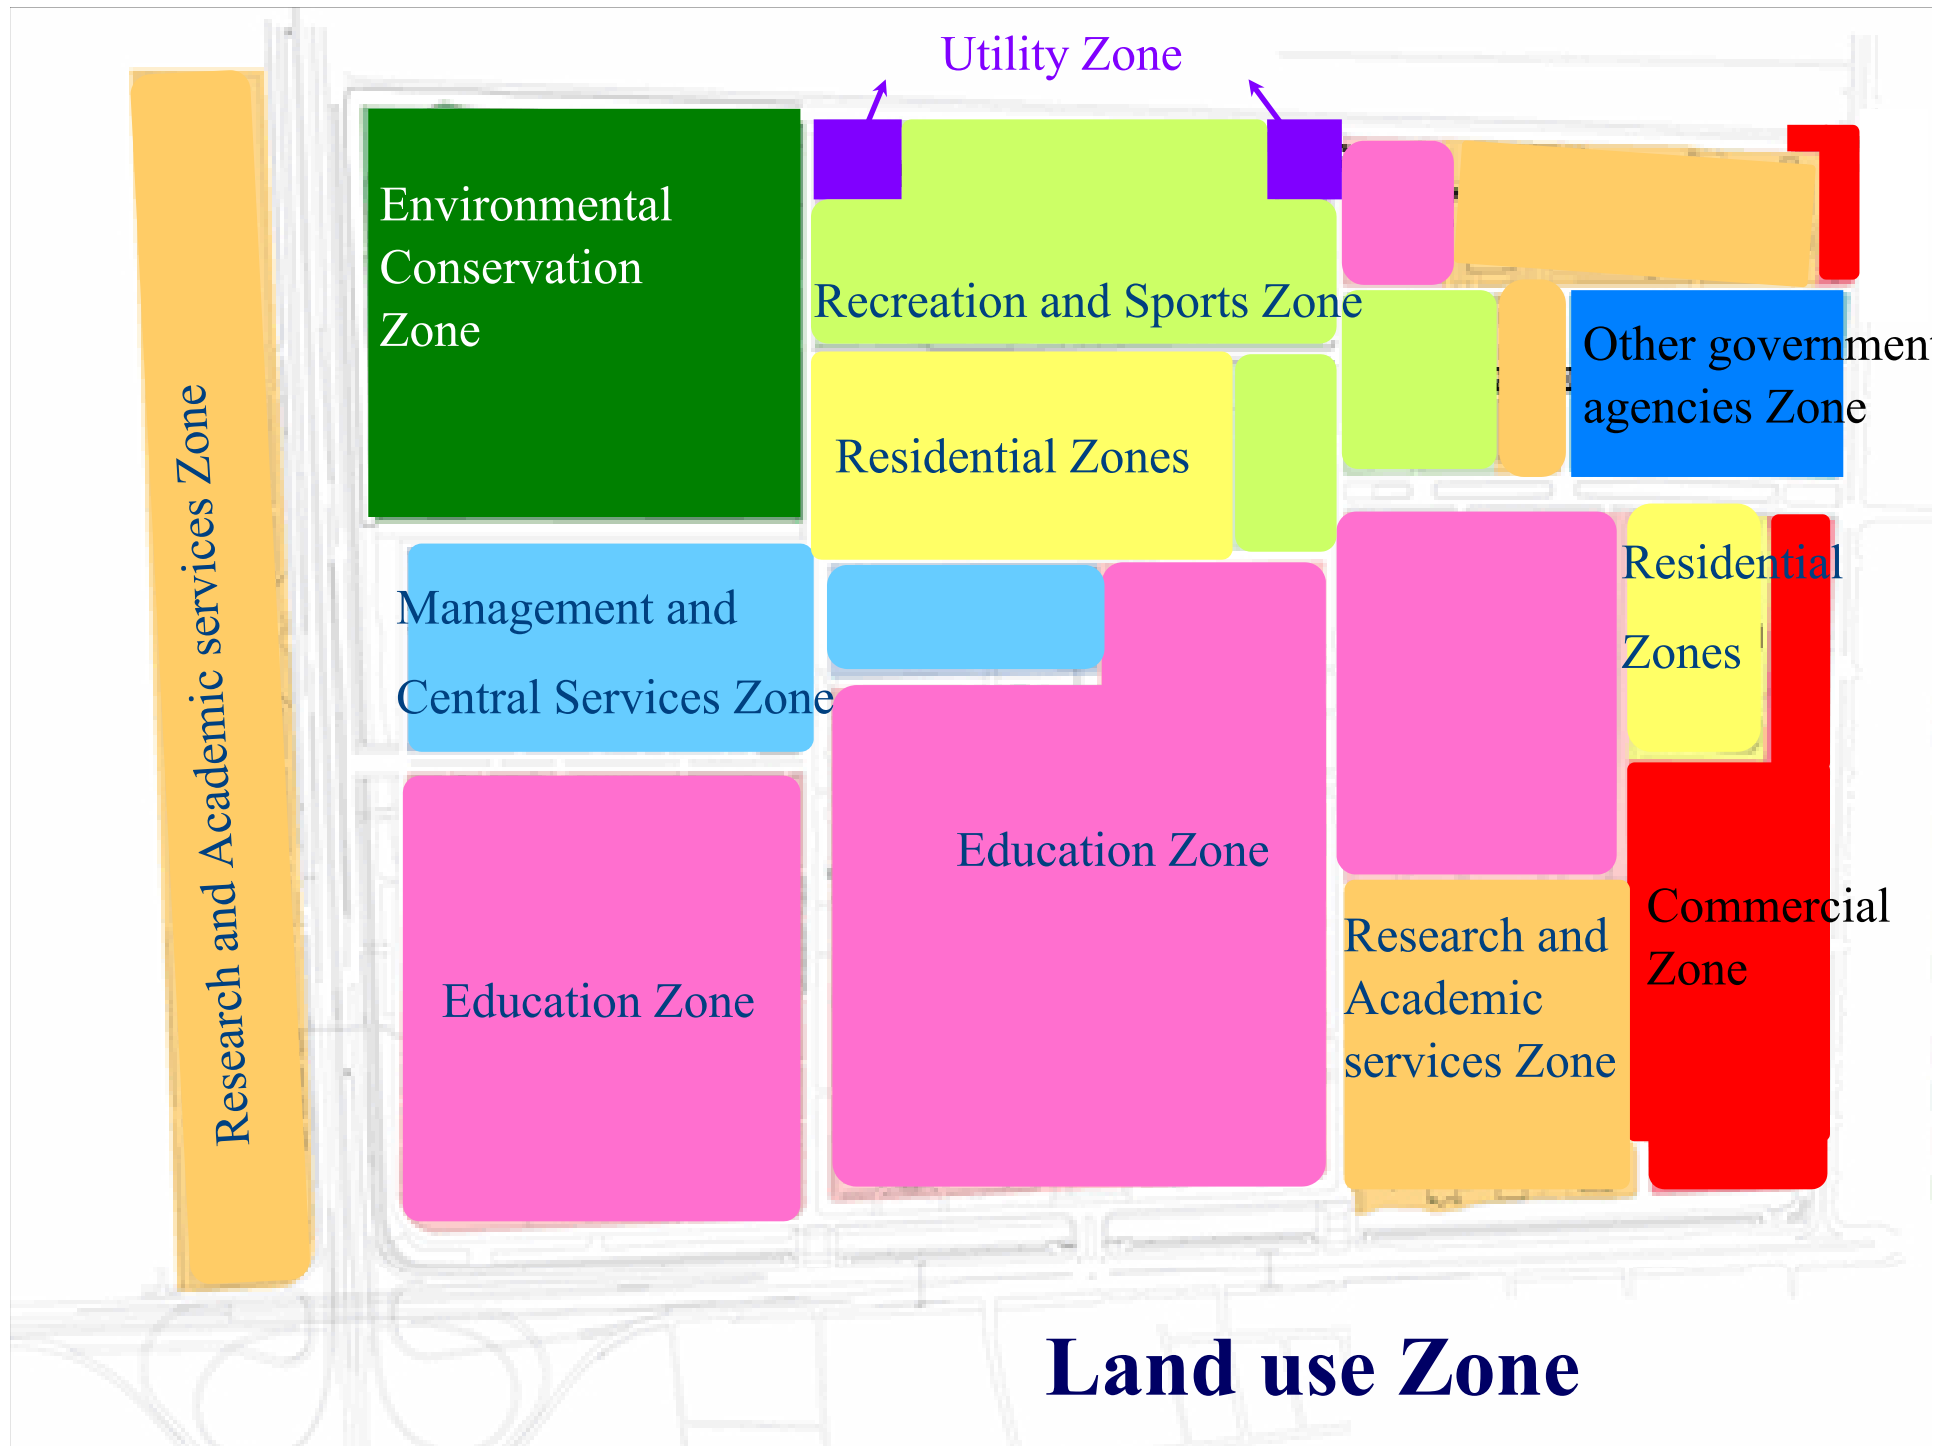 Utility Zone
Environmental
Conservation
Zone
Recreation and Sports Zone
Other government
agencies Zone
Residential Zones
Research and Academic services Zone
Management and
Central Services Zone
Residential
Zones
Education Zone
Commercial
Zone
Research and
Academic
services Zone
Education Zone
Land use Zone